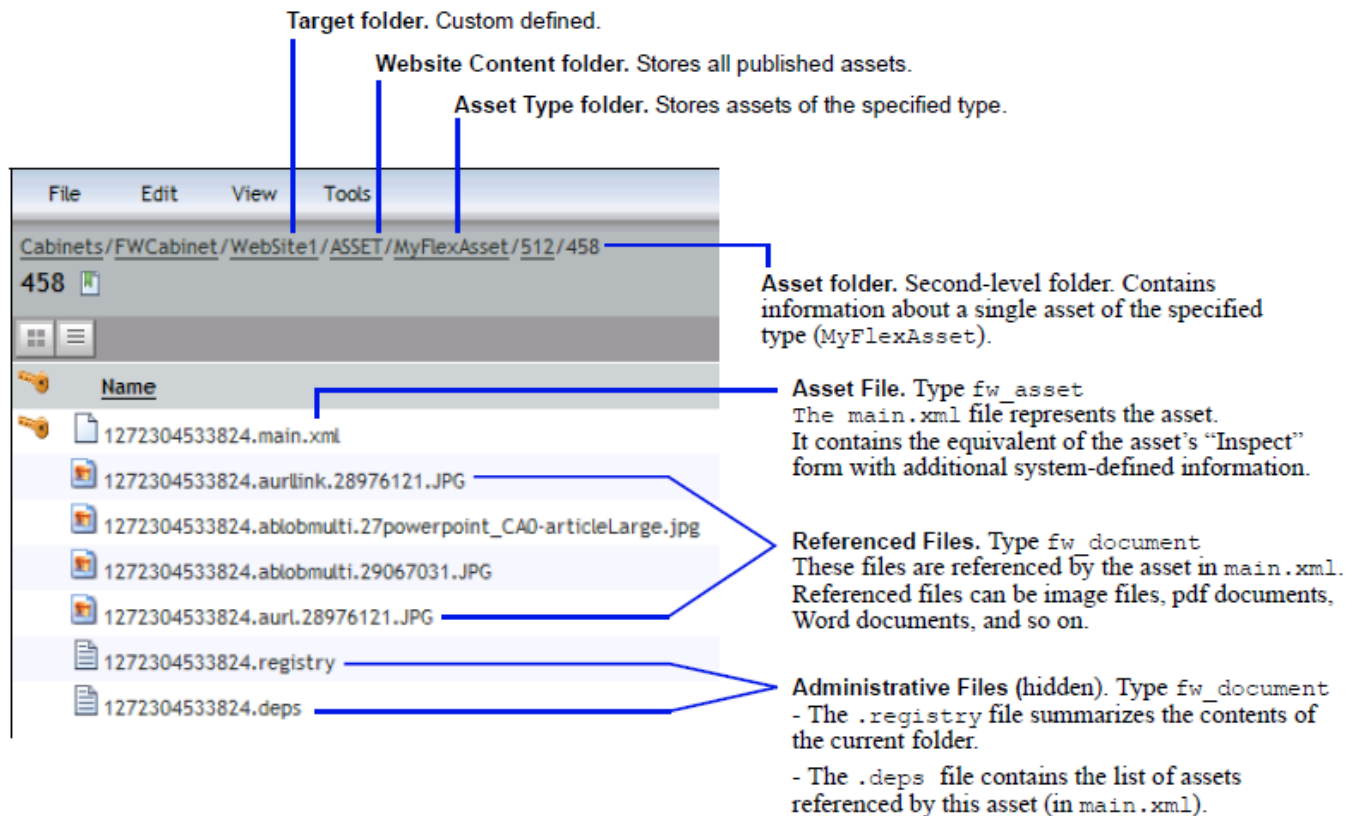 Target folder. Custom defined.
Website Content folder. Stores all published assets.
Asset Type folder. Stores assets of the specified type.
File Edit View Tools
Cabinets/FWCabinet/WebSite1/ASSET/MyFlexAsset/512/458
458
Asset folder. Second-level folder. Contains
information about a single asset of the specified
type (MyFlexAsset).
Name
1272304533824.main.xml
1272304533824.aurllink.28976121.JPG
1272304533824.ablobmulti.27powerpoint_CA0-articleLarge.jpg
1272304533824.ablobmulti.29067031.JPG
1272304533824.aurl.28976121.JPG
1272304533824.registry
1272304533824.deps
Asset File. Type fw_asset
The main.xml file represents the asset.
It contains the equivalent of the asset’s “Inspect”
form with additional system-defined information.
Referenced Files. Type fw_document
These files are referenced by the asset in main.xml.
Referenced files can be image files, pdf documents,
Word documents, and so on.
Administrative Files (hidden). Type fw_document
- The .registry file summarizes the contents of
the current folder.
- The .deps file contains the list of assets
referenced by this asset (in main.xml).